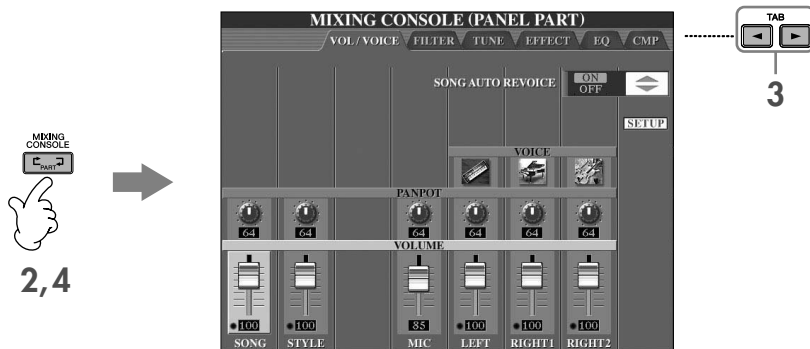 MIXING CONSOLE (PANEL PART)
VOL / VOICE FILTER TUNE EFFECT EQ CMP
TAB
3
SONG AUTO REVOICE ON
OFF
SETUP
MIXING
CONSOLE
PART
2,4
VOICE
PANPOT
64 64 64 64 64 64
VOLUME
100 100 85 100 100 100
SONG STYLE MIC LEFT RIGHT1 RIGHT2